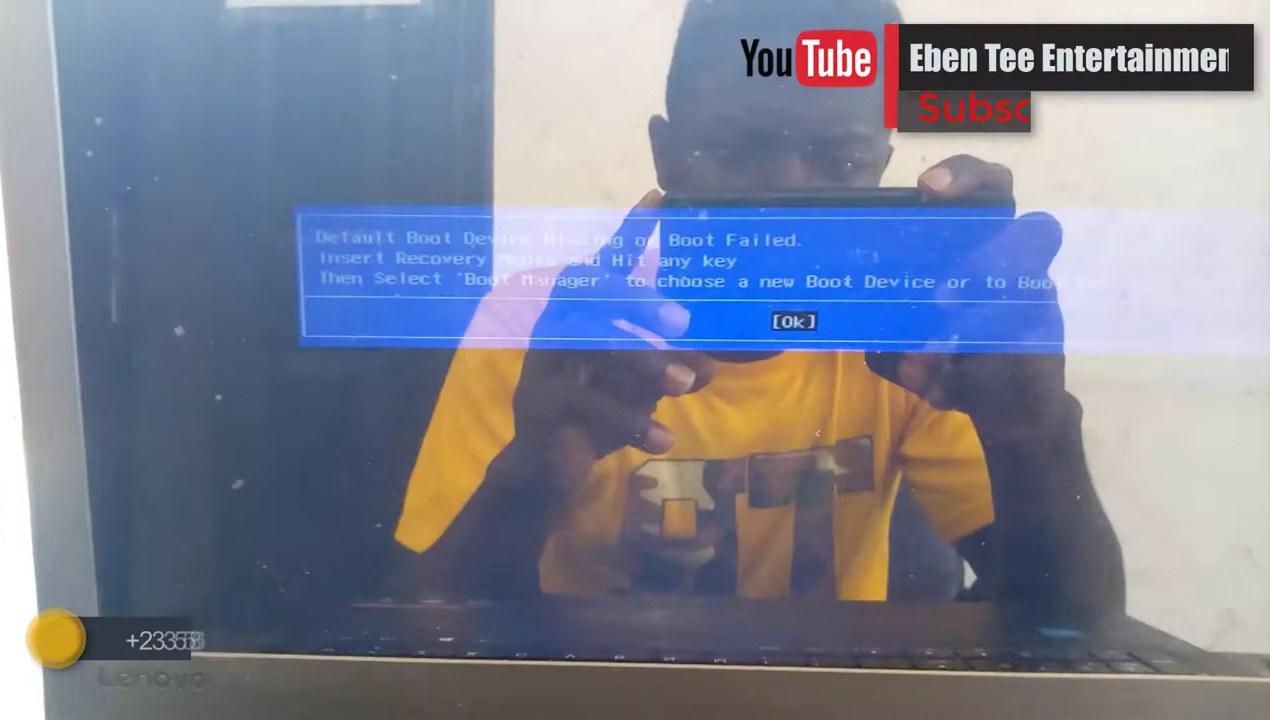 YouTube
Eben Tee Entertainmen
Subsc
Default Boot Device Missing or Boot Failed.
Insert Recovery Media and Hit any key
Then Select 'Boot Manager' to choose a new Boot Device or to Boot
[Ok]
Lenovo